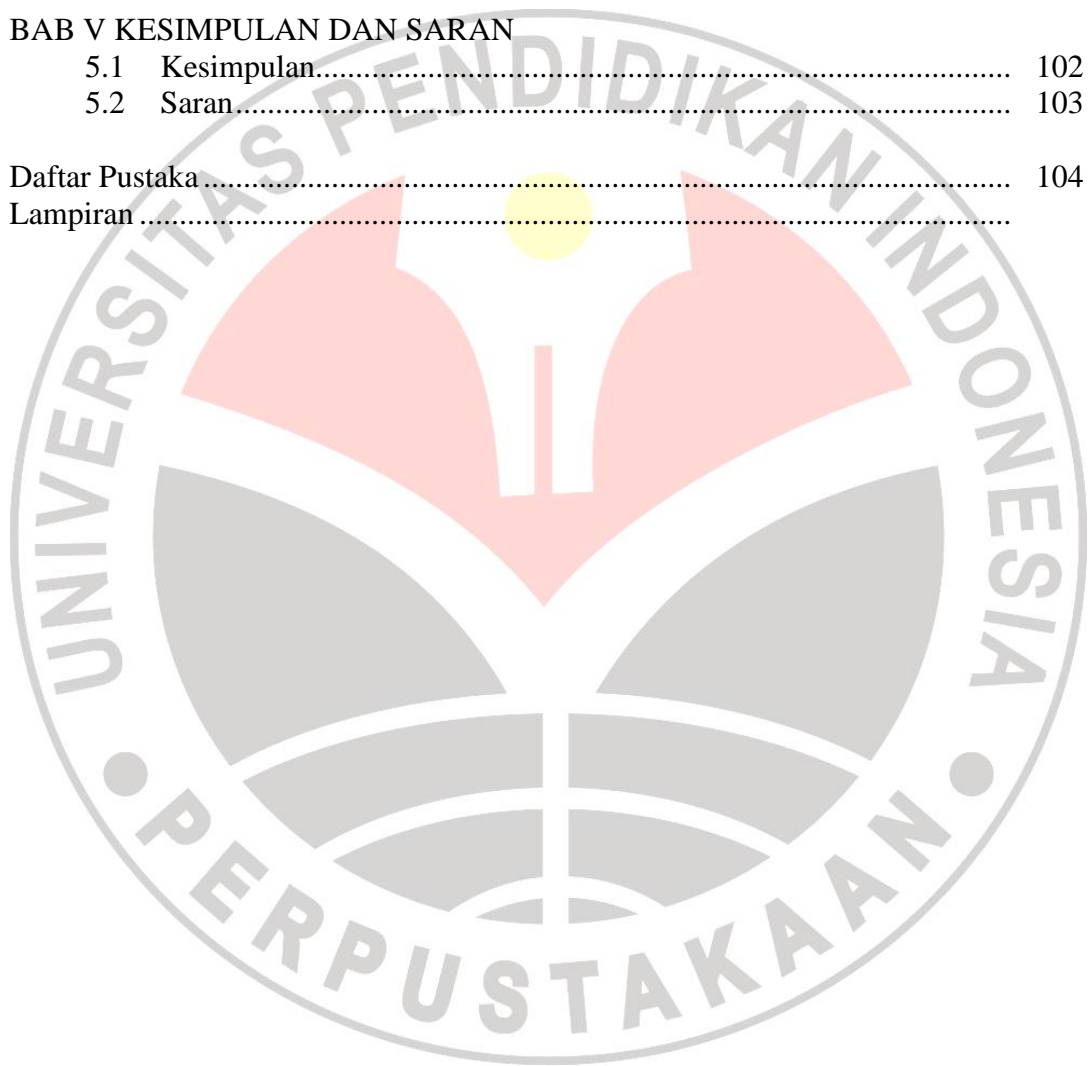 BAB V KESIMPULAN DAN SARAN
5.1 Kesimpulan.................................................................................... 102
5.2 Saran.............................................................................................. 103
Daftar Pustaka.................................................................................................. 104
Lampiran..........................................................................................................
UNIVERSITAS PENDIDIKAN INDONESIA
PERPUSTAKAAN